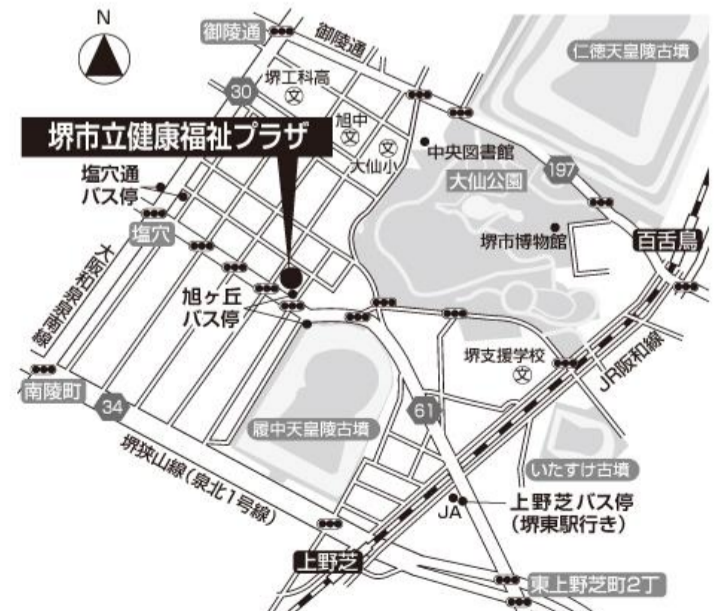 N
御陵通
御陵通
仁徳天皇陵古墳
堺工科高
文
30
旭中
文
文
大仙小
中央図書館
堺市立健康福祉プラザ
大仙公園
197
塩穴通
バス停
塩穴
堺市博物館
百舌鳥
大阪和泉泉南線
旭ヶ丘
バス停
堺支援学校
文
JR阪和線
南陵町
34
61
履中天皇陵古墳
いたすけ古墳
堺狭山線(泉北1号線)
JA
上野芝バス停
(堺東駅行き)
上野芝
東上野芝町2丁